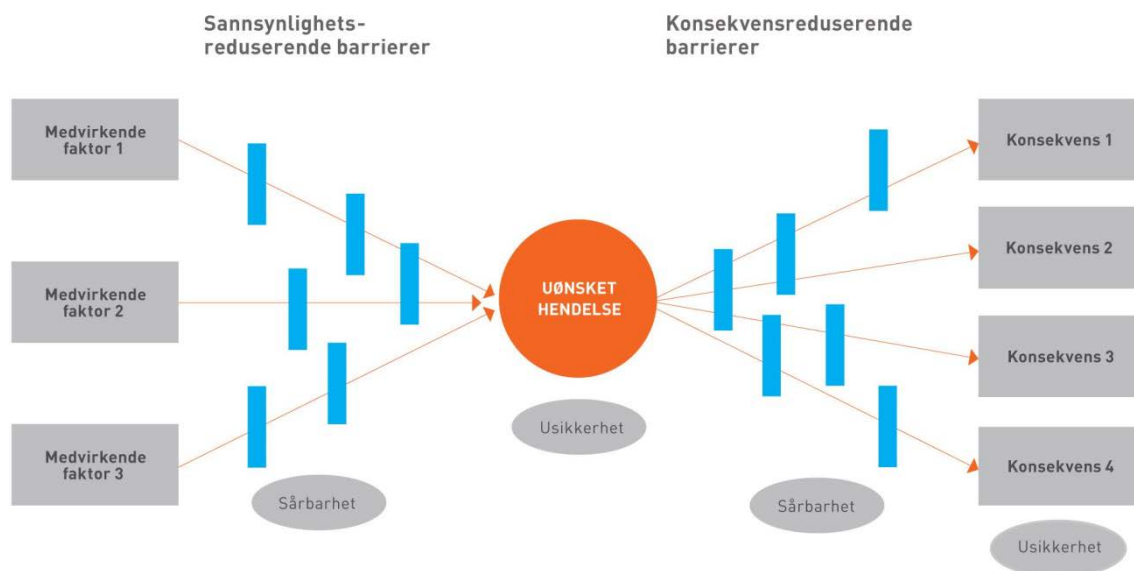 Sannsynlighets-
reduserende barrierer
Konsekvensreduserende
barrierer
Medvirkende
faktor 1
Medvirkende
faktor 2
Medvirkende
faktor 3
UØNSKET
HENDELSE
Usikkerhet
Sårbarhet
Sårbarhet
Konsekvens 1
Konsekvens 2
Konsekvens 3
Konsekvens 4
Usikkerhet